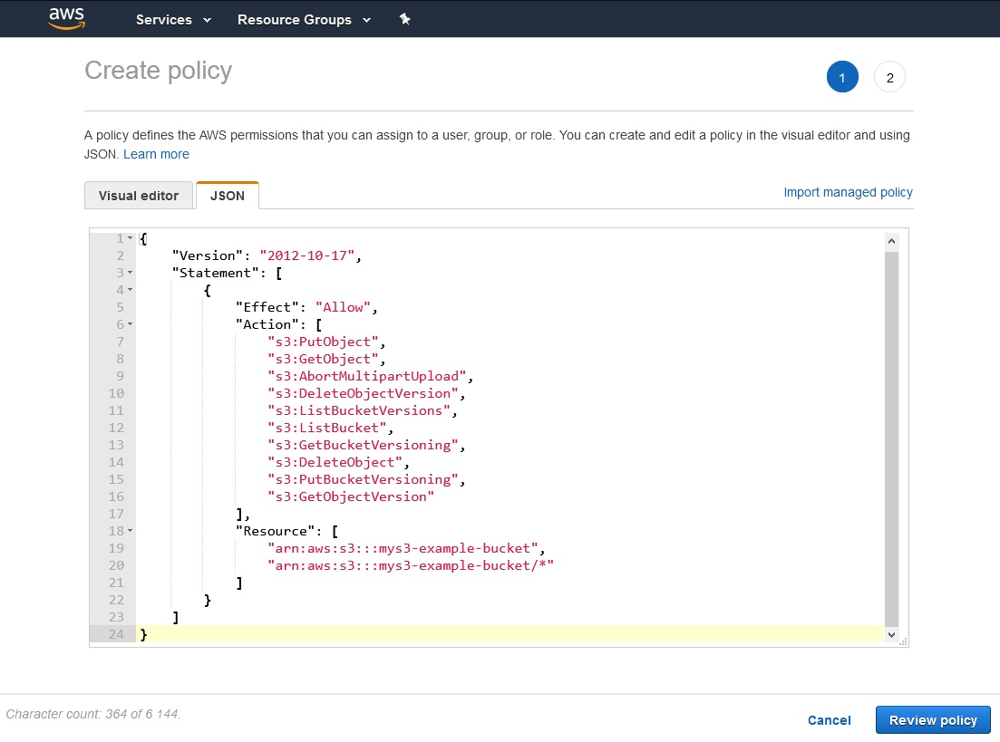 aws Services Resource Groups
Create policy
1 2
A policy defines the AWS permissions that you can assign to a user, group, or role. You can create and edit a policy in the visual editor and using
JSON. Learn more
Visual editor JSON Import managed policy
1 {
2 "Version": "2012-10-17",
3 "Statement": [
4 {
5 "Effect": "Allow",
6 "Action": [
7 "s3:PutObject",
8 "s3:GetObject",
9 "s3:AbortMultipartUpload",
10 "s3:DeleteObjectVersion",
11 "s3:ListBucketVersions",
12 "s3:ListBucket",
13 "s3:GetBucketVersioning",
14 "s3:DeleteObject",
15 "s3:PutBucketVersioning",
16 "s3:GetObjectVersion"
17 ],
18 "Resource": [
19 "arn:aws:s3:::mys3-example-bucket",
20 "arn:aws:s3:::mys3-example-bucket/*"
21 ]
22 }
23 ]
24 }
Character count: 364 of 6 144.
Cancel Review policy